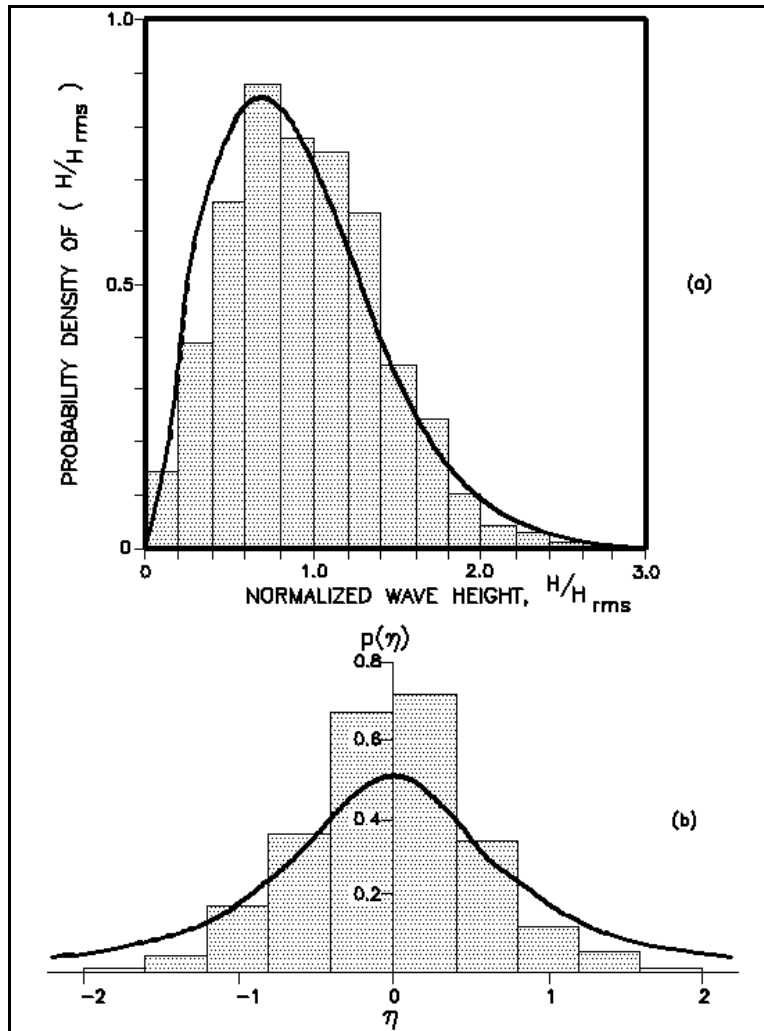 1.0
PROBABILITY DENSITY OF ( H/H rms )
0.5
(a)
0
0 1.0 2.0 3.0
NORMALIZED WAVE HEIGHT, H/H rms
p(η)
0.8
0.6
0.4
(b)
0.2
-2 -1 0 1 2
η